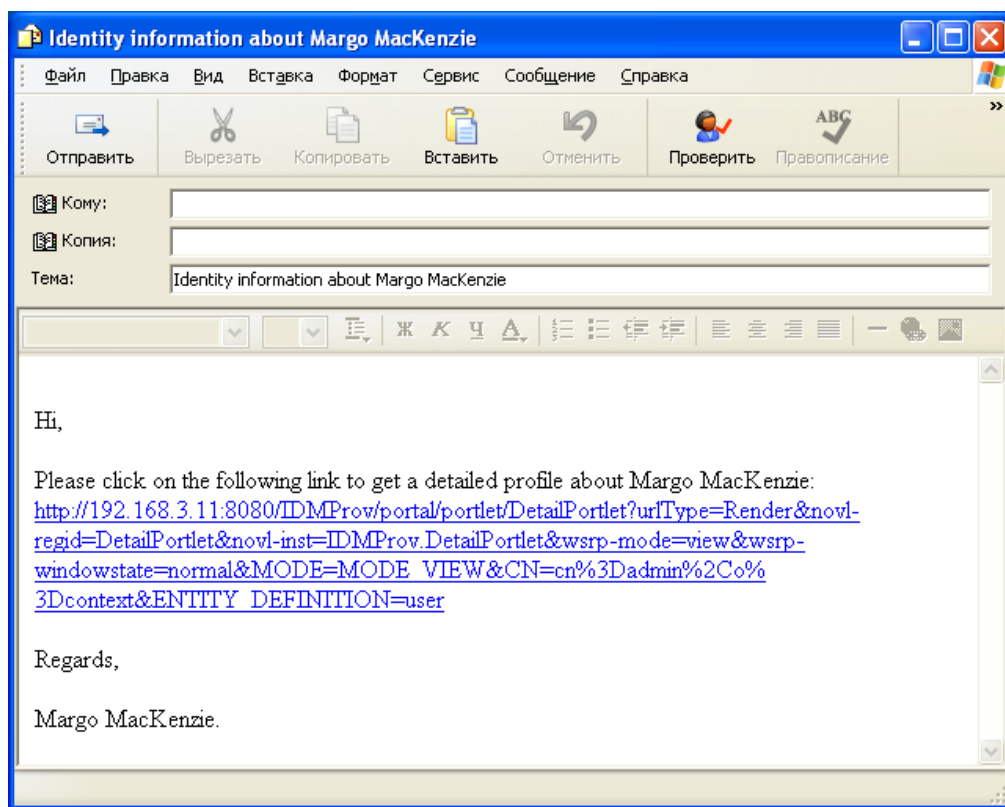 Identity information about Margo MacKenzie
Файл Правка Вид Вставка Формат Сервис Сообщение Справка
ABC
Отправить Вырезать Копировать Вставить Отменить Проверить Правописание
Кому:
Копия:
Тема: Identity information about Margo MacKenzie
Ж К Ч А
Hi,
Please click on the following link to get a detailed profile about Margo MacKenzie:
http://192.168.3.11:8080/IDMProv/portal/portlet/DetailPortlet?urlType=Render&novl-
regid=DetailPortlet&novl-inst=IDMProv.DetailPortlet&wsrp-mode=view&wsrp-
windowstate=normal&MODE=MODE_VIEW&CN=cn%3Dadmin%2Co%
3Dcontext&ENTITY_DEFINITION=user
Regards,
Margo MacKenzie.